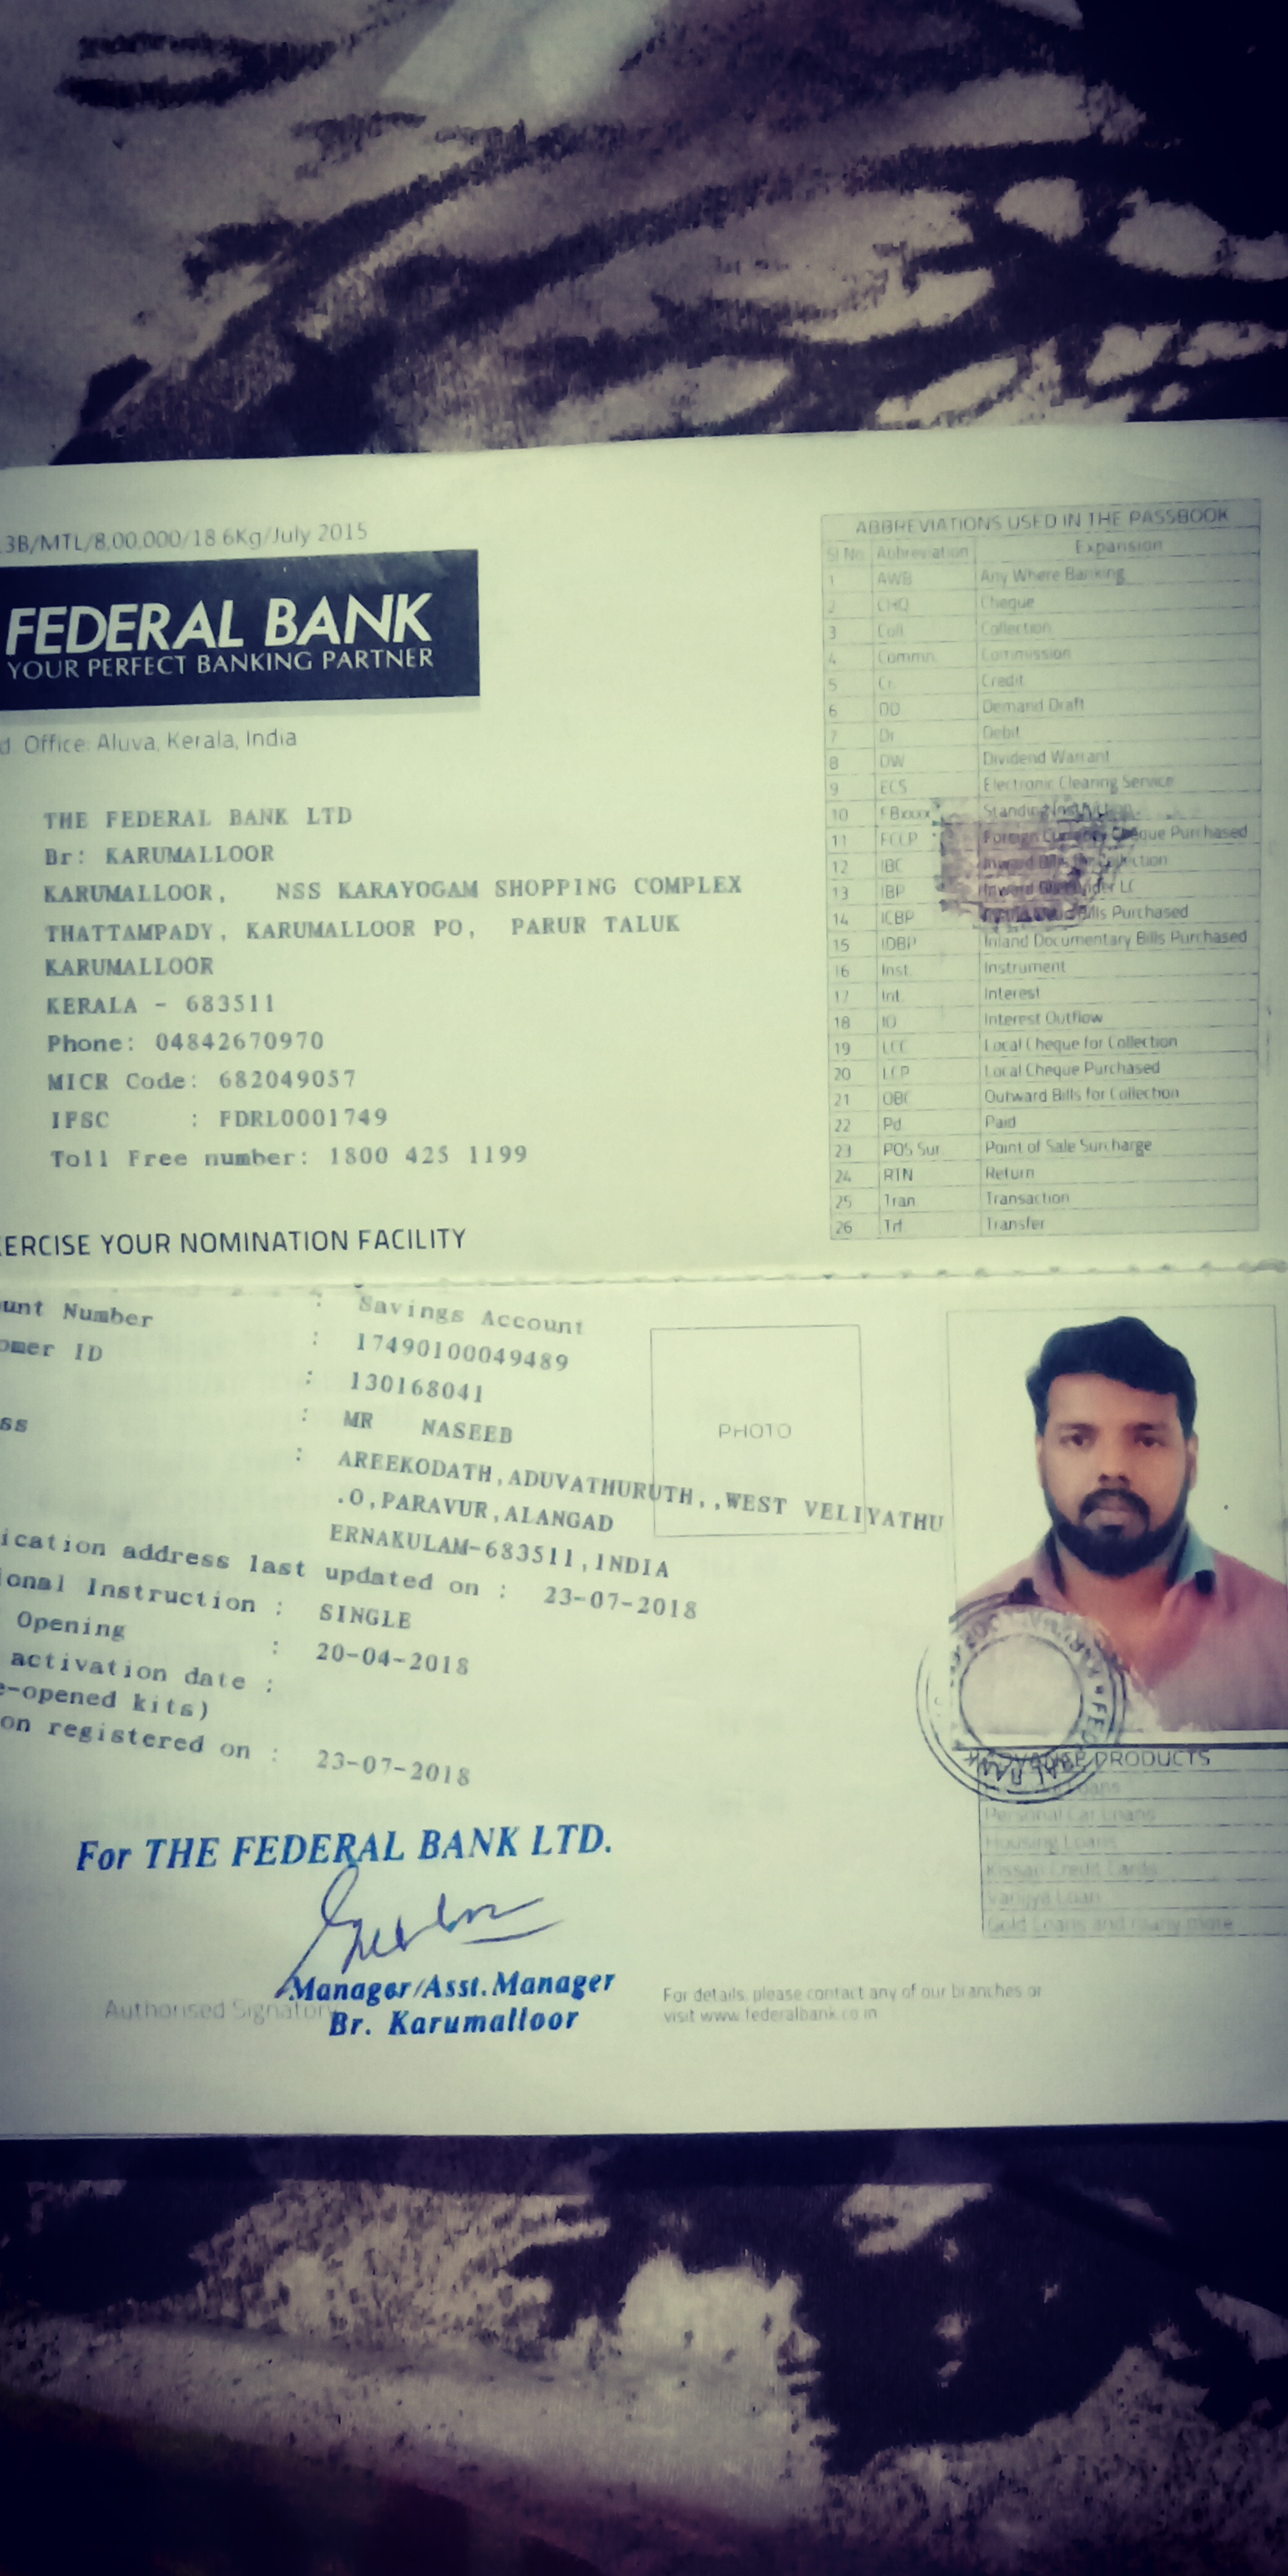 3B/MTL/8,00,000/18.6Kg/July 2015
FEDERAL BANK
YOUR PERFECT BANKING PARTNER
d. Office: Aluva, Kerala, India
THE FEDERAL BANK LTD
Br: KARUMALLOOR
KARUMALLOOR, NSS KARAYOGAM SHOPPING COMPLEX
THATTAMPADY, KARUMALLOOR PO, PARUR TALUK
KARUMALLOOR
KERALA - 683511
Phone: 04842670970
MICR Code: 682049057
IFSC : FDRL0001749
Toll Free number: 1800 425 1199
ERCISE YOUR NOMINATION FACILITY
ABBREVIATIONS USED IN THE PASSBOOK
Sl No. Abbreviation Expansion
1 AWB Any Where Banking
2 CHQ Cheque
3 Coll Collection
4 Commn. Commission
5 Cr. Credit
6 DD Demand Draft
7 Dr Debit
8 DW Dividend Warrant
9 ECS Electronic Clearing Service
10 FBxxxx Standing Instruction
11 FCLP Foreign Currency Cheque Purchased
12 IBC Inward Bills for Collection
13 IBP Inward Bills under LC
14 ICBP Bills Purchased
15 IDBP Inland Documentary Bills Purchased
16 Inst. Instrument
17 Int. Interest
18 IO Interest Outflow
19 LCC Local Cheque for Collection
20 LCP Local Cheque Purchased
21 OBC Outward Bills for Collection
22 Pd. Paid
23 POS Sur Point of Sale Surcharge
24 RTN Return
25 Tran Transaction
26 Trf. Transfer
: Savings Account
unt Number : 17490100049489
omer ID : 130168041
: MR NASEEB
ss : AREEKODATH,ADUVATHURUTH,,WEST VELIYATHU
.O,PARAVUR,ALANGAD
ERNAKULAM-683511,INDIA
ication address last updated on : 23-07-2018
ional Instruction : SINGLE
Opening : 20-04-2018
activation date :
e-opened kits)
on registered on : 23-07-2018
PHOTO
For THE FEDERAL BANK LTD.
Manager/Asst.Manager
Authorised Signatory
Br. Karumalloor
ADVANCE PRODUCTS
Loans
Personal Car Loans
Housing Loans
Kissan Credit Cards
Vanijya Loan
Gold Loans and many more
For details, please contact any of our branches or
visit www.federalbank.co.in